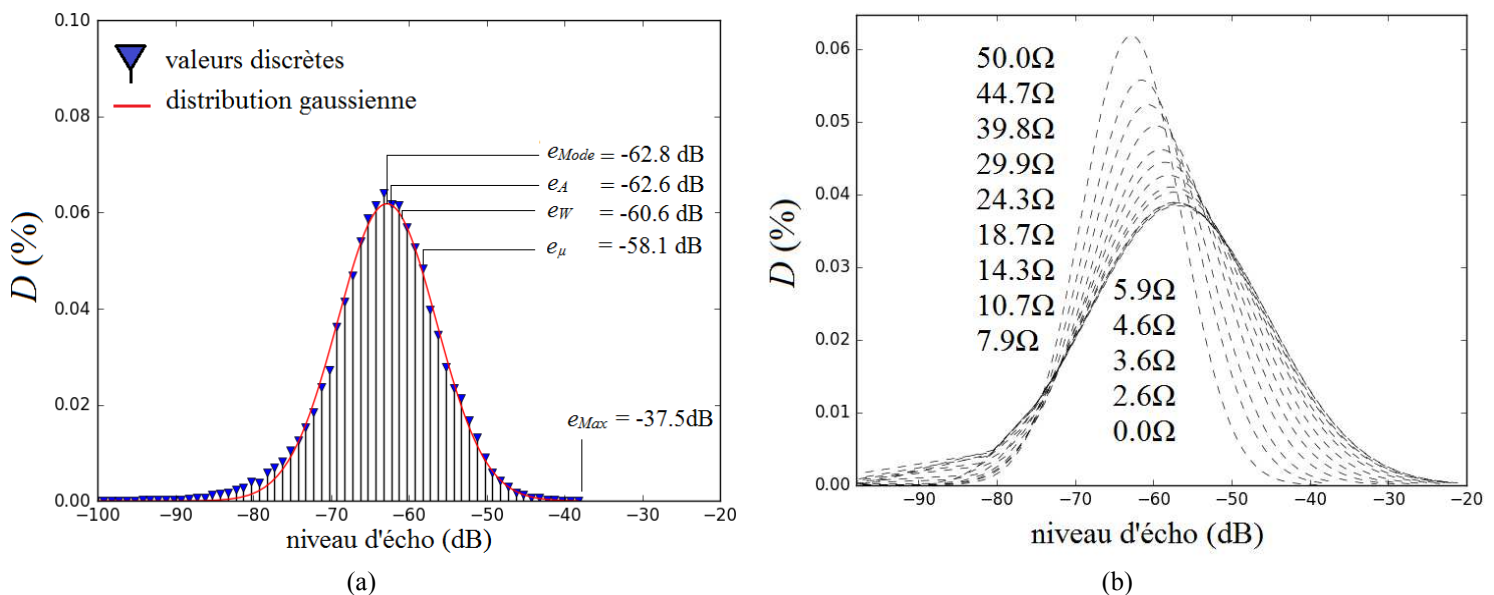 0.10
0.08
0.06
0.04
0.02
0.00
D (%)
valeurs discrètes
distribution gaussienne
eMode = -62.8 dB
eA = -62.6 dB
eW = -60.6 dB
eμ = -58.1 dB
eMax = -37.5dB
−100 −90 −80 −70 −60 −50 −40 −30 −20
niveau d'écho (dB)
(a)
0.06
0.05
0.04
0.03
0.02
0.01
0.00
D (%)
50.0Ω
44.7Ω
39.8Ω
29.9Ω
24.3Ω
18.7Ω
14.3Ω
10.7Ω
7.9Ω
5.9Ω
4.6Ω
3.6Ω
2.6Ω
0.0Ω
−90 −80 −70 −60 −50 −40 −30 −20
niveau d'écho (dB)
(b)